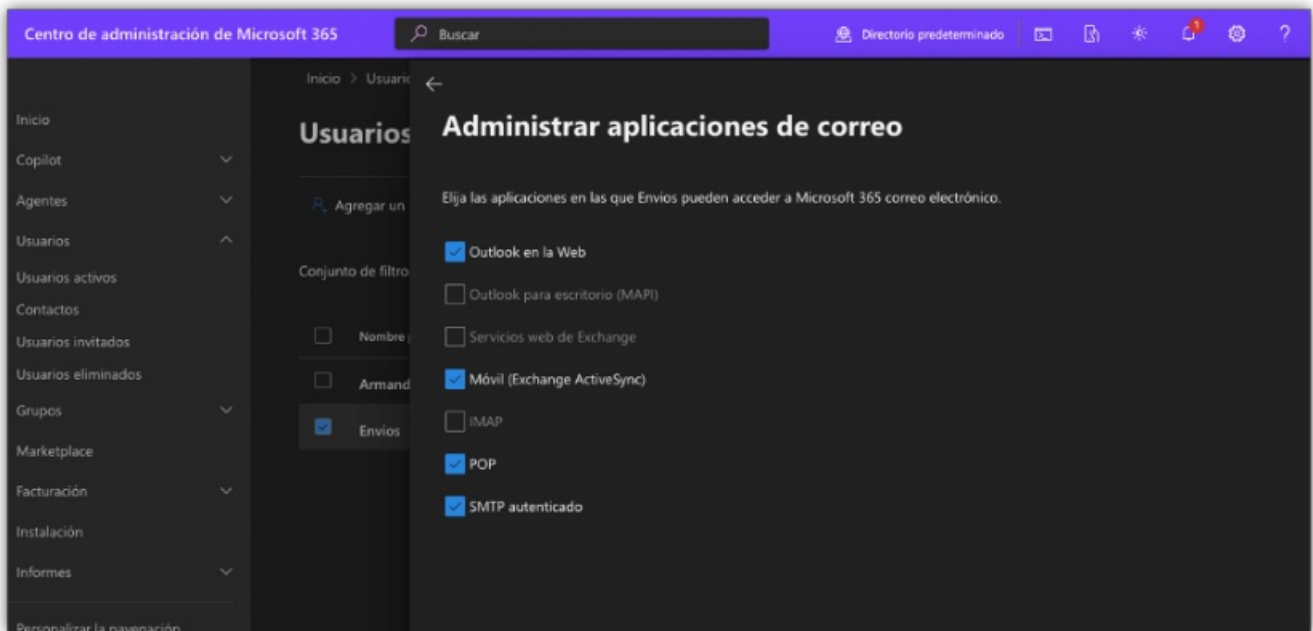 Centro de administración de Microsoft 365
Buscar
Directorio predeterminado
1
?
Inicio
Copilot
Agentes
Usuarios
Usuarios activos
Contactos
Usuarios invitados
Usuarios eliminados
Grupos
Marketplace
Facturación
Instalación
Informes
Personalizar la navegación
Inicio > Usuario
Usuarios
Agregar un
Conjunto de filtro
Nombre
Armand
Envíos
Administrar aplicaciones de correo
Elija las aplicaciones en las que Envíos pueden acceder a Microsoft 365 correo electrónico.
Outlook en la Web
Outlook para escritorio (MAPI)
Servicios web de Exchange
Móvil (Exchange ActiveSync)
IMAP
POP
SMTP autenticado